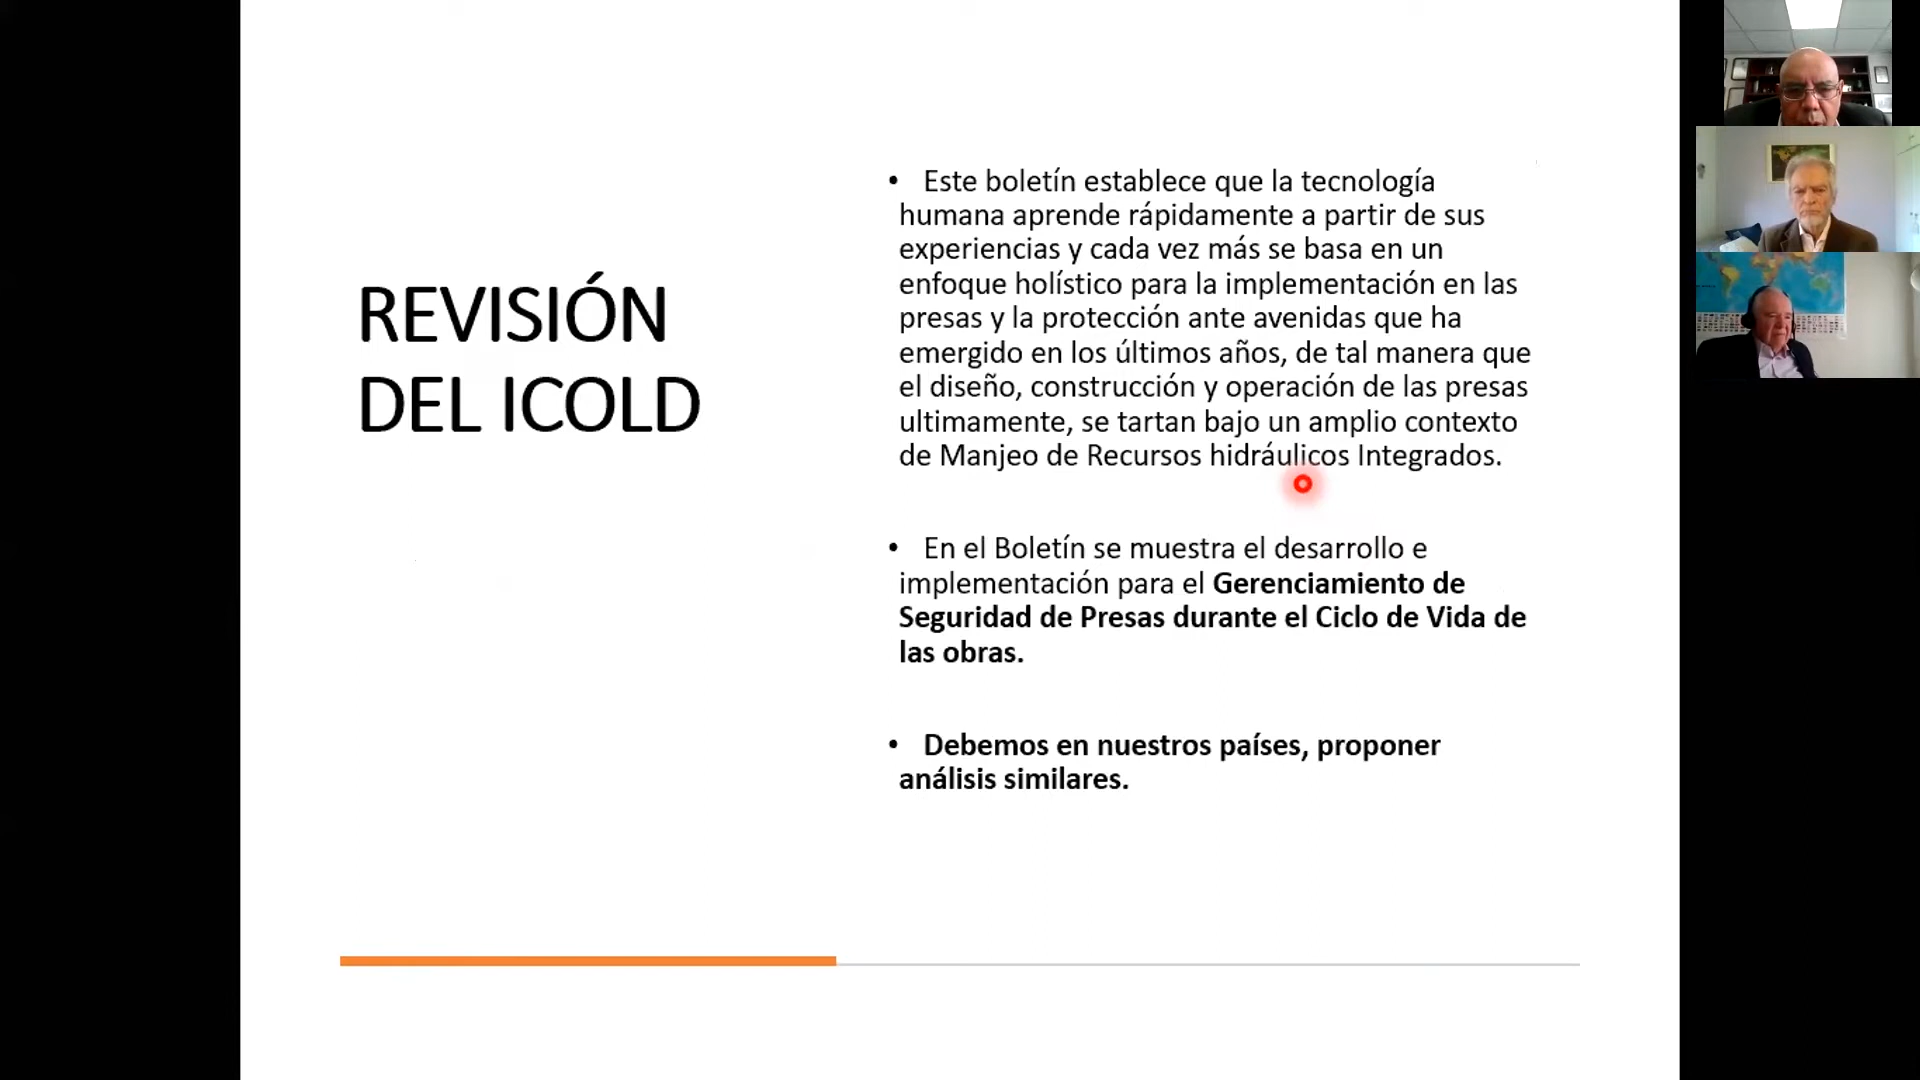 REVISIÓN
DEL ICOLD
• Este boletín establece que la tecnología
humana aprende rápidamente a partir de sus
experiencias y cada vez más se basa en un
enfoque holístico para la implementación en las
presas y la protección ante avenidas que ha
emergido en los últimos años, de tal manera que
el diseño, construcción y operación de las presas
ultimamente, se tartan bajo un amplio contexto
de Manjeo de Recursos hidráulicos Integrados.
• En el Boletín se muestra el desarrollo e
implementación para el Gerenciamiento de
Seguridad de Presas durante el Ciclo de Vida de
las obras.
• Debemos en nuestros países, proponer
análisis similares.